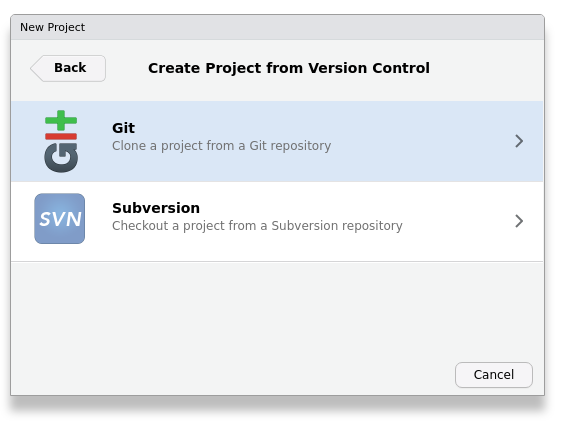 New Project
Back
Create Project from Version Control
git
Git
Clone a project from a Git repository
SVN
Subversion
Checkout a project from a Subversion repository
Cancel